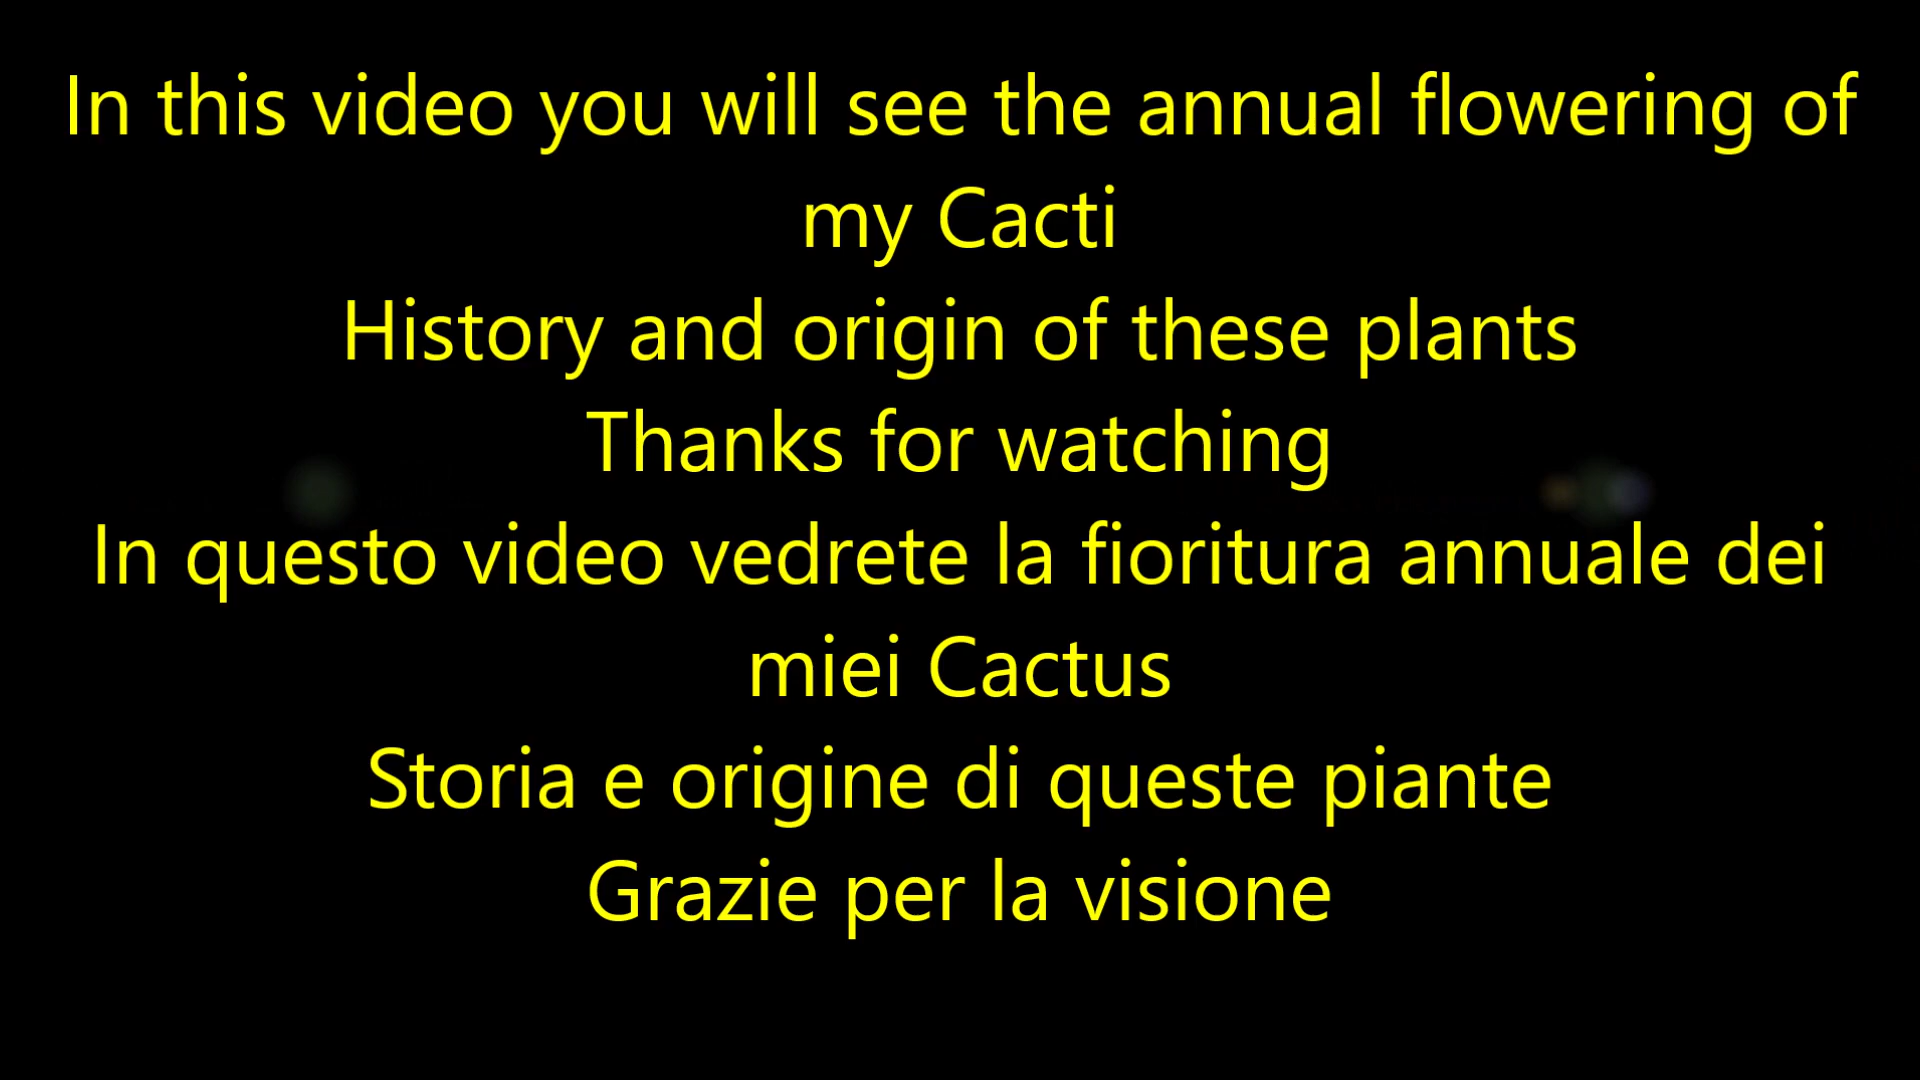 In this video you will see the annual flowering of
my Cacti
History and origin of these plants
Thanks for watching
In questo video vedrete la fioritura annuale dei
miei Cactus
Storia e origine di queste piante
Grazie per la visione